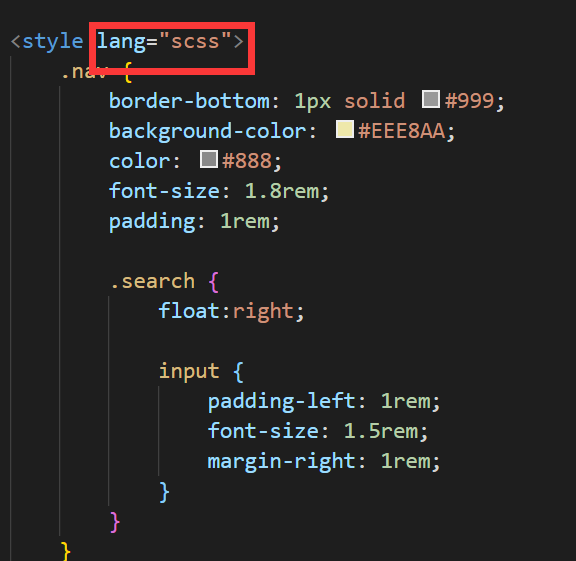 <style lang="scss">
.nav {
border-bottom: 1px solid #999;
background-color: #EEE8AA;
color: #888;
font-size: 1.8rem;
padding: 1rem;
.search {
float:right;
input {
padding-left: 1rem;
font-size: 1.5rem;
margin-right: 1rem;
}
}
}